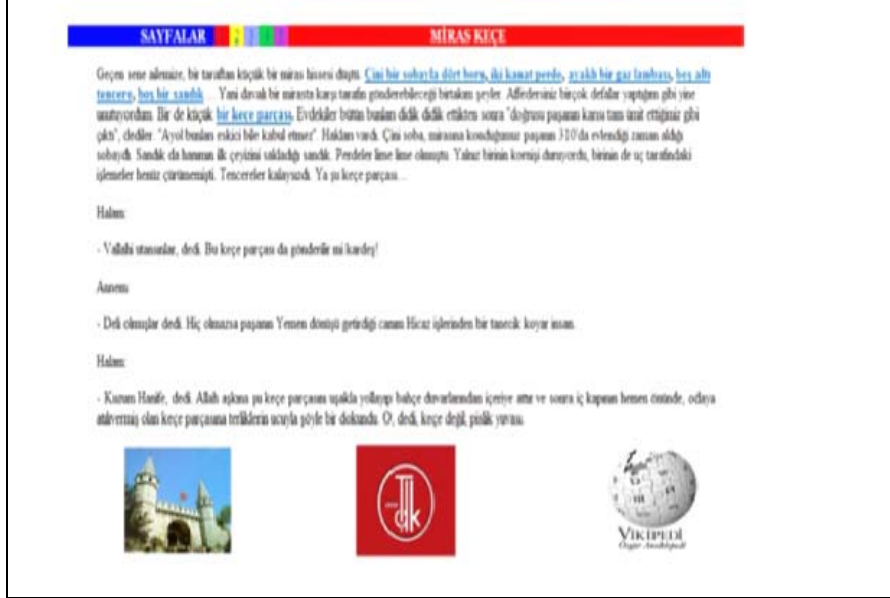 SAYFALAR MİRAS KEÇE
Geçen sene ailemize, bir taraftan küçük bir miras hissesi düştü. Çini bir sobayla dört boru, iki kanat perde, ayaklı bir gaz lambası, beş altı
tencere, boş bir sandık… Yani davalı bir mirasta karşı tarafın gönderebileceği birtakım şeyler. Affedersiniz birçok defalar yaptığım gibi yine
unutuyordum. Bir de küçük bir keçe parçası. Evdekiler bütün bunları didik didik ettikten sonra "doğrusu paşanın karısı tam ümit ettiğimiz gibi
çıktı", dediler. "Ayol bunları eskici bile kabul etmez". Hakları vardı. Çini soba, mirasına konduğumuz paşanın 310'da evlendiği zaman aldığı
sobaydı. Sandık da hanımın ilk çeyizini sakladığı sandık. Perdeler lime lime olmuştu. Yalnız birinin kornişi duruyordu, birinin de uç tarafındaki
işlemeler henüz çürümemişti. Tencereler kalaysızdı. Ya şu keçe parçası…
Halam:
- Vallahi utansınlar, dedi. Bu keçe parçası da gönderilir mi kardeş!
Annem:
- Deli olmuşlar dedi. Hiç olmazsa paşanın Yemen dönüşü getirdiği canım Hicaz işlerinden bir tanecik koyar insan.
Halam:
- Kuzum Hanife, dedi. Allah aşkına şu keçe parçasını uşakla yollayıp bahçe duvarlarından içeriye attır ve sonra iç kapının hemen önünde, odaya
atılıvermiş olan keçe parçasına terliklerin ucuyla şöyle bir dokundu. O!, dedi, keçe değil, pislik yuvası.
VİKİPEDİ
Özgür Ansiklopedi